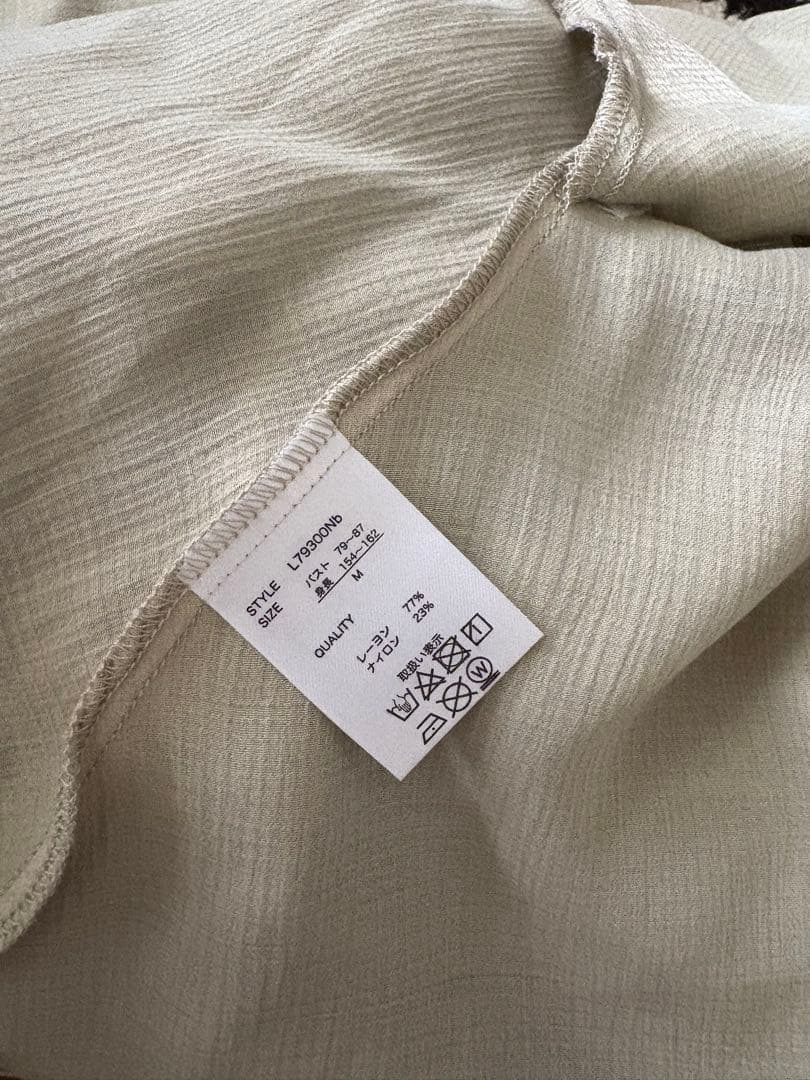 STYLE L79300Nb
SIZE バスト 79～87
身長 154～162
M
QUALITY
レーヨン 77%
ナイロン 23%
取扱い表示
W